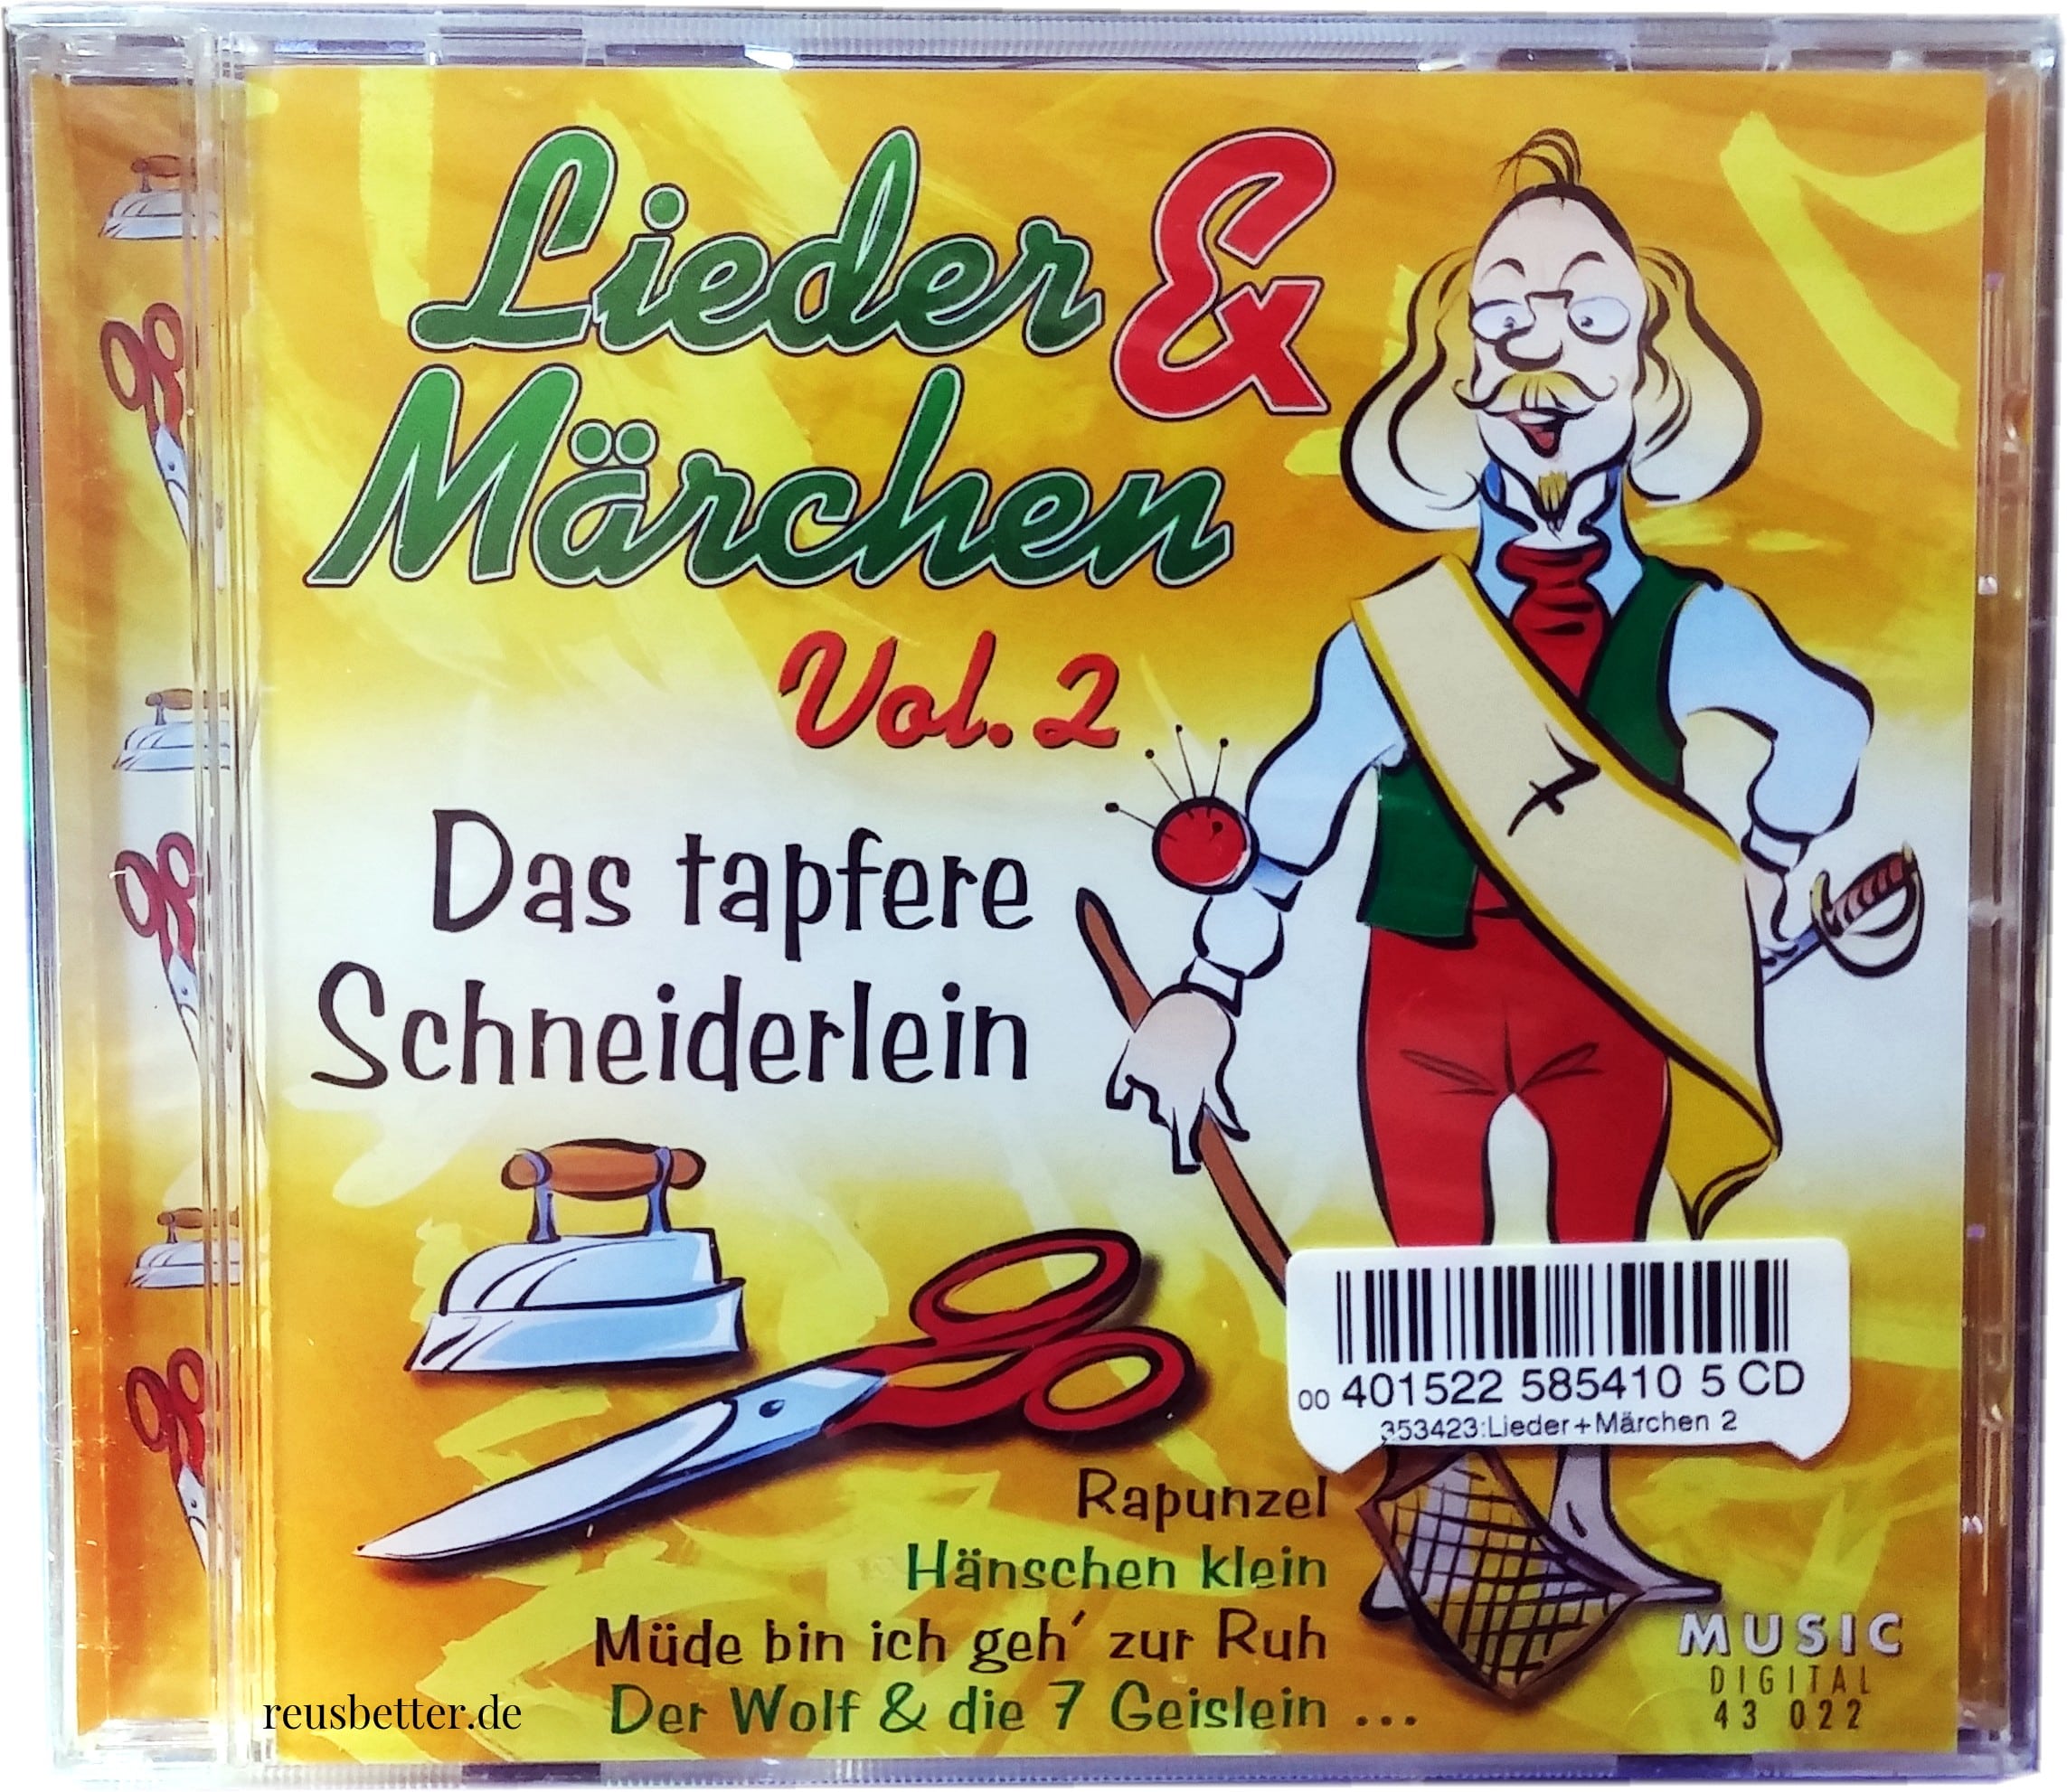 Lieder &
Märchen
Vol. 2
7
Das tapfere
Schneiderlein
00 401522 585410 5 CD
353423:Lieder+Märchen 2
Rapunzel
Hänschen klein
Müde bin ich geh' zur Ruh
Der Wolf & die 7 Geislein ...
MUSIC
DIGITAL
43 022
reusbetter.de